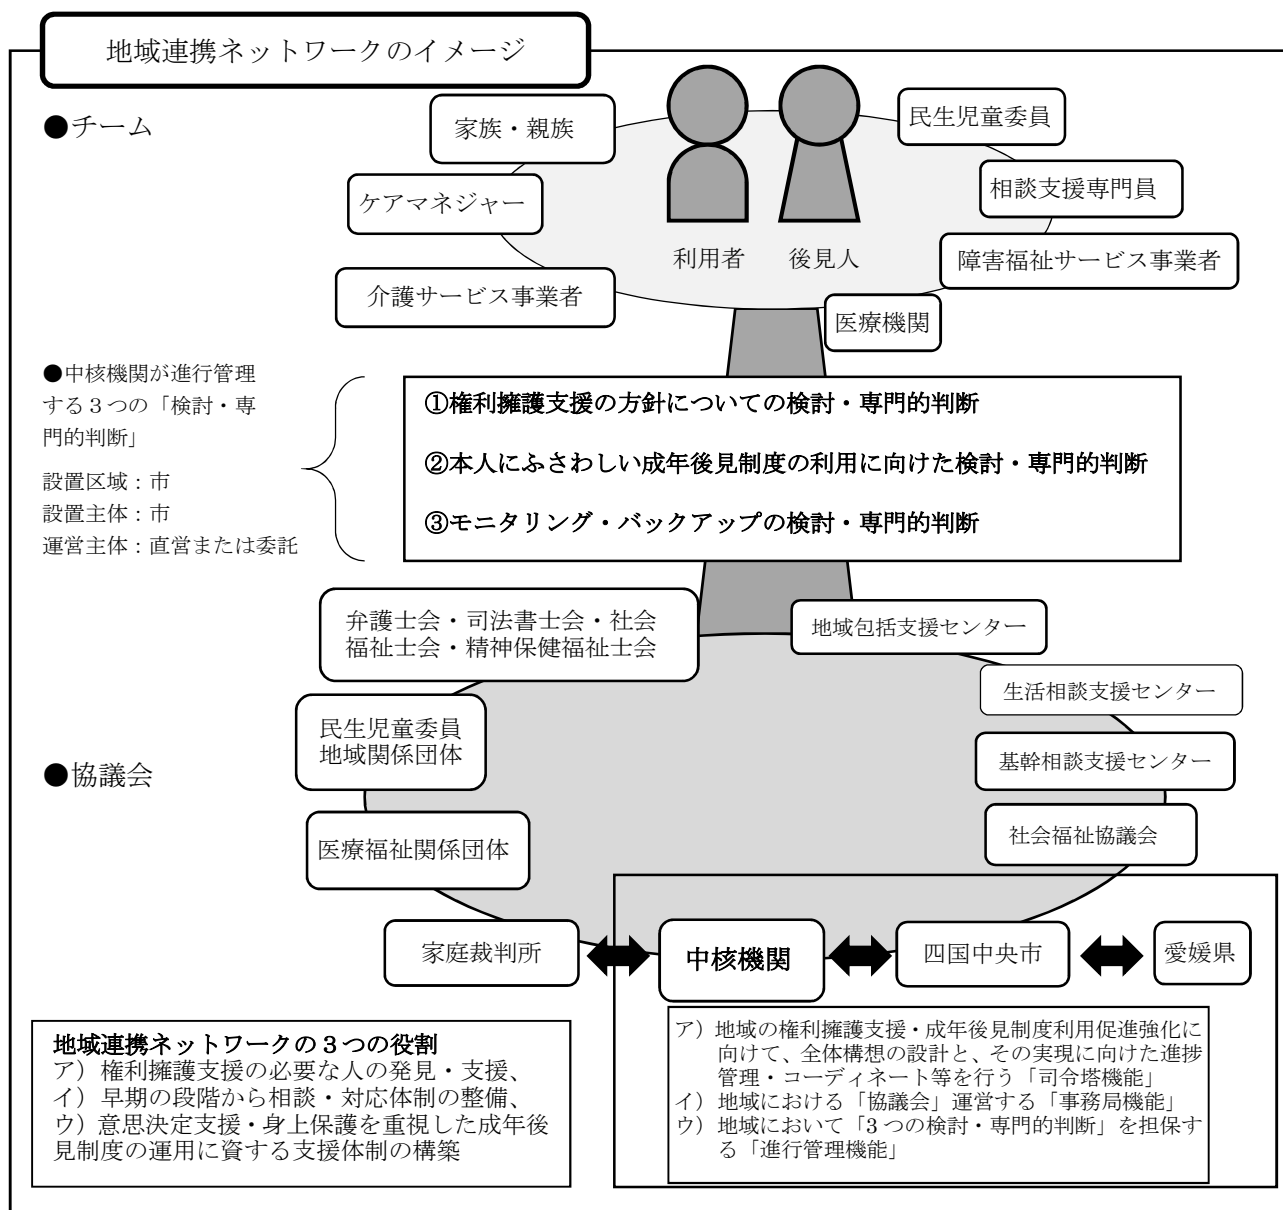 地域連携ネットワークのイメージ
●チーム
家族・親族
民生児童委員
ケアマネジャー
相談支援専門員
利用者
後見人
障害福祉サービス事業者
介護サービス事業者
医療機関
●中核機関が進行管理
する３つの「検討・専
門的判断」
設置区域：市
設置主体：市
運営主体：直営または委託
①権利擁護支援の方針についての検討・専門的判断
②本人にふさわしい成年後見制度の利用に向けた検討・専門的判断
③モニタリング・バックアップの検討・専門的判断
弁護士会・司法書士会・社会
福祉士会・精神保健福祉士会
地域包括支援センター
生活相談支援センター
民生児童委員
地域関係団体
基幹相談支援センター
●協議会
医療福祉関係団体
社会福祉協議会
家庭裁判所
中核機関
四国中央市
愛媛県
地域連携ネットワークの３つの役割
ア）権利擁護支援の必要な人の発見・支援、
イ）早期の段階から相談・対応体制の整備、
ウ）意思決定支援・身上保護を重視した成年後
見制度の運用に資する支援体制の構築
ア）地域の権利擁護支援・成年後見制度利用促進強化に
向けて、全体構想の設計と、その実現に向けた進捗
管理・コーディネート等を行う「司令塔機能」
イ）地域における「協議会」運営する「事務局機能」
ウ）地域において「3 つの検討・専門的判断」を担保す
る「進行管理機能」